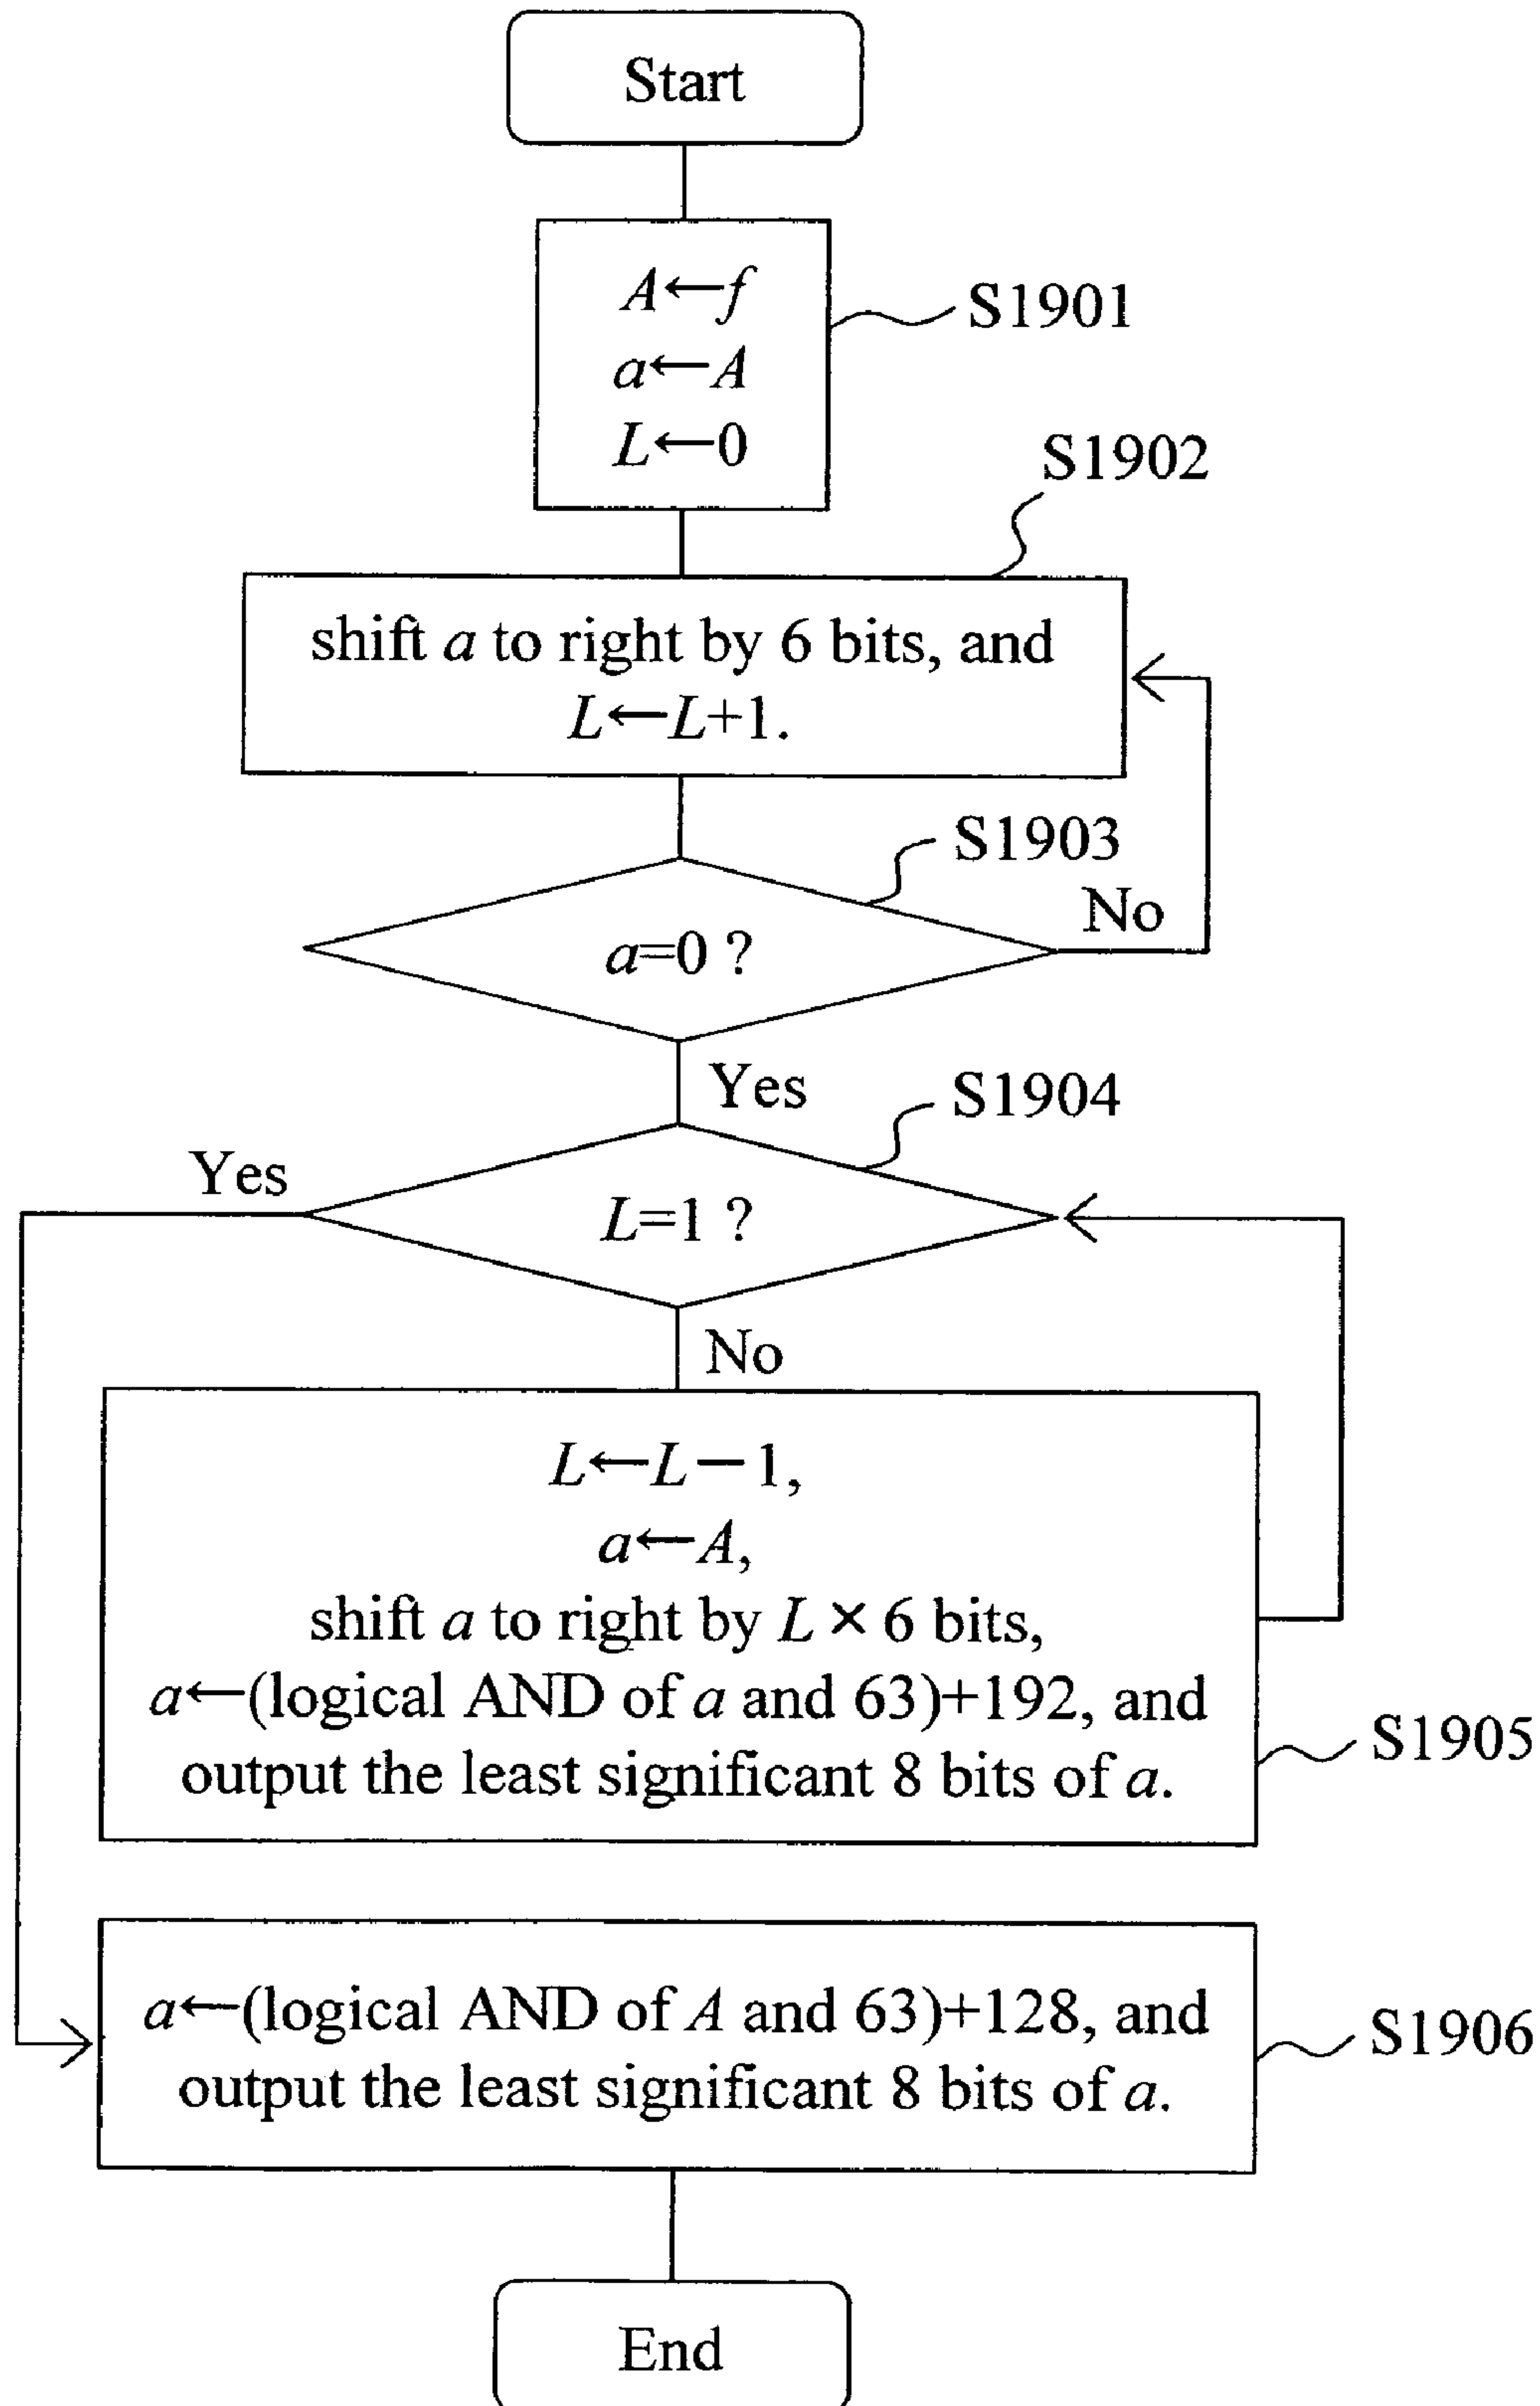 Start
A←f
a←A
L←0
S1901
S1902
shift a to right by 6 bits, and
L←L+1.
S1903
No
a=0 ?
Yes
S1904
Yes
L=1 ?
No
L←L−1,
a←A,
shift a to right by L × 6 bits,
a←(logical AND of a and 63)+192, and
output the least significant 8 bits of a.
S1905
a←(logical AND of A and 63)+128, and
output the least significant 8 bits of a.
S1906
End